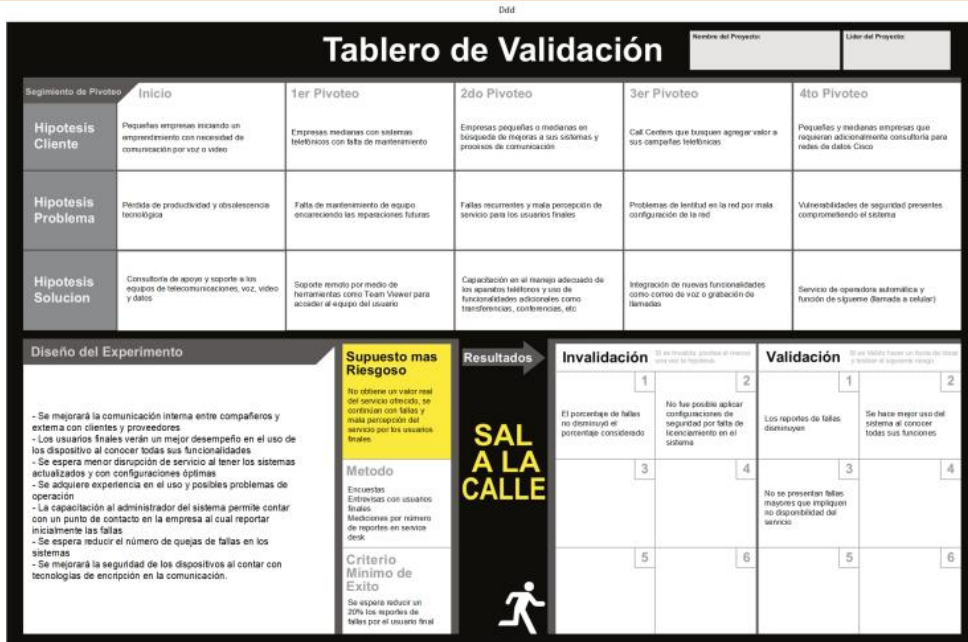 Ddd
Tablero de Validación
Nombre del Proyecto:
Lider del Proyecto:
Segimiento de Pivoteo
Inicio
1er Pivoteo
2do Pivoteo
3er Pivoteo
4to Pivoteo
Hipotesis
Cliente
Pequeñas empresas iniciando un
emprendimiento con necesidad de
comunicación por voz o video
Empresas medianas con sistemas
telefónicos con falta de mantenimiento
Empresas pequeñas o medianas en
búsqueda de mejoras a sus sistemas y
procesos de comunicación
Call Centers que busquen agregar valor a
sus campañas telefónicas
Pequeñas y medianas empresas que
requieran adicionalmente consultoría para
redes de datos Cisco
Hipotesis
Problema
Pérdida de productividad y obsolescencia
tecnológica
Falta de mantenimiento de equipo
encareciendo las reparaciones futuras
Fallas recurrentes y mala percepción de
servicio para los usuarios finales
Problemas de lentitud en la red por mala
configuración de la red
Vulnerabilidades de seguridad presentes
comprometiendo el sistema
Hipotesis
Solucion
Consultoría de apoyo y soporte a los
equipos de telecomunicaciones, voz, video
y datos
Soporte remoto por medio de
herramientas como Team Viewer para
acceder al equipo del usuario
Capacitación en el manejo adecuado de
los aparatos teléfonos y uso de
funcionalidades adicionales como
transferencias, conferencias, etc
Integración de nuevas funcionalidades
como correo de voz o grabación de
llamadas
Servicio de operadora automática y
función de sígueme (llamada a celular)
Diseño del Experimento
- Se mejorará la comunicación interna entre compañeros y
externa con clientes y proveedores
- Los usuarios finales verán un mejor desempeño en el uso de
los dispositivo al conocer todas sus funcionalidades
- Se espera menor disrupción de servicio al tener los sistemas
actualizados y con configuraciones óptimas
- Se adquiere experiencia en el uso y posibles problemas de
operación
- La capacitación al administrador del sistema permite contar
con un punto de contacto en la empresa al cual reportar
inicialmente las fallas
- Se espera reducir el número de quejas de fallas en los
sistemas
- Se mejorará la seguridad de los dispositivos al contar con
tecnologías de encripción en la comunicación.
Supuesto mas
Riesgoso
No obtiene un valor real
del servicio ofrecido, se
continúan con fallas y
mala percepción del
servicio por los usuarios
finales
Metodo
Encuestas
Entrevisas con usuarios
finales
Mediciones por número
de reportes en service
desk
Criterio
Minimo de
Exito
Se espera reducir un
20% los reportes de
fallas por el usuario final
Resultados
SAL
A LA
CALLE
Invalidación
1
El porcentaje de fallas
no disminuyó el
porcentaje considerado
2
No fue posible aplicar
configuraciones de
seguridad por falta de
licenciamiento en el
sistema
3
4
5
6
Validación
1
Los reportes de fallas
disminuyen
2
Se hace mejor uso del
sistema al conocer
todas sus funciones
3
No se presentan fallas
mayores que impliquen
no disponibilidad del
servicio
4
5
6